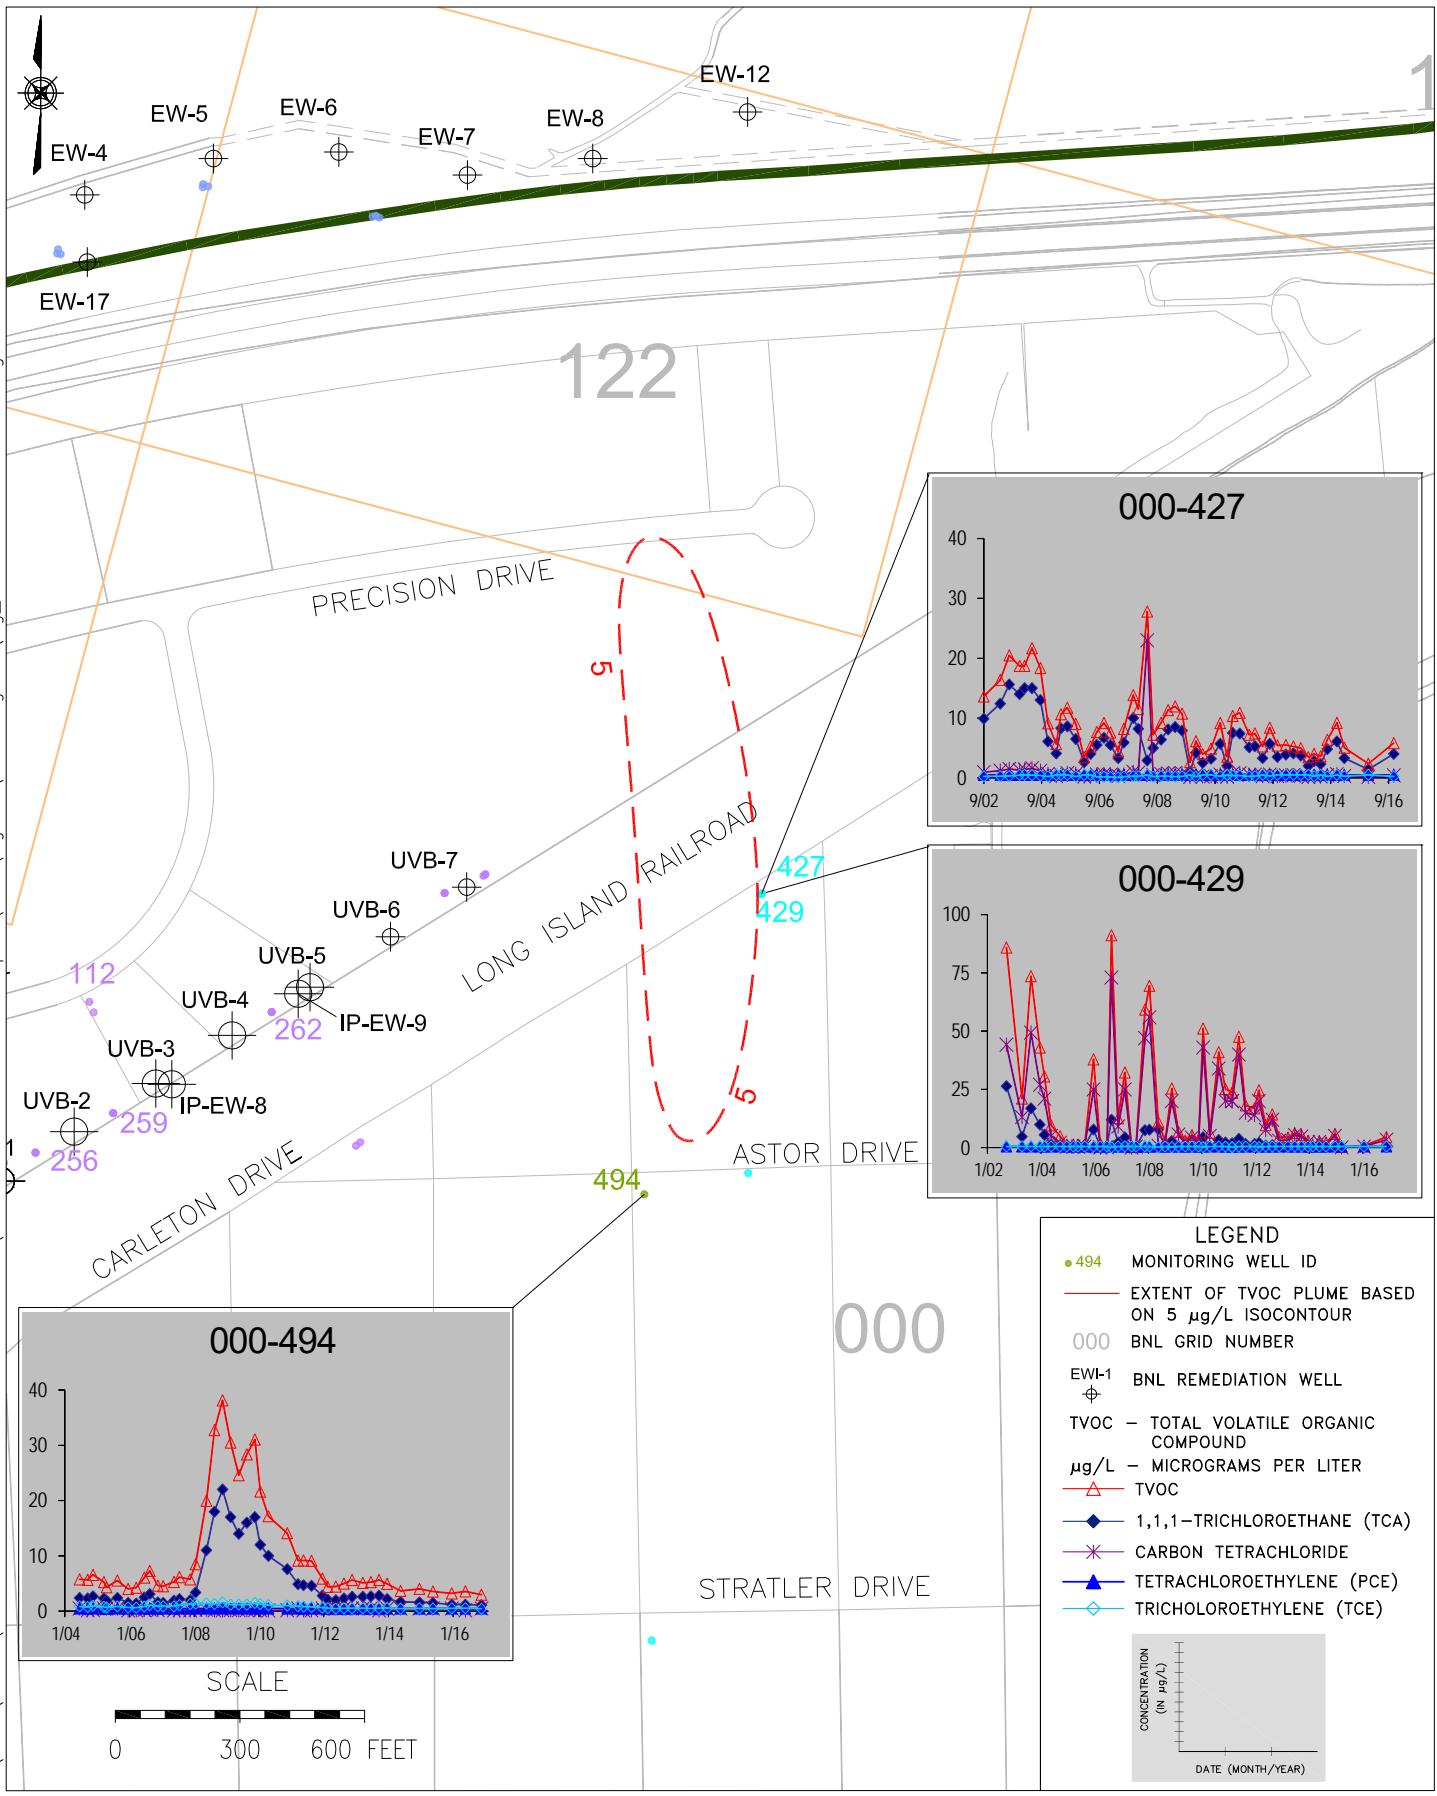 EW-12
EW-5
EW-6
EW-8
EW-7
EW-4
EW-17
122
PRECISION DRIVE
5
000-427
40
30
20
10
0
9/02
9/04
9/06
9/08
9/10
9/12
9/14
9/16
LONG ISLAND RAILROAD
427
429
000-429
100
75
50
25
0
1/02
1/04
1/06
1/08
1/10
1/12
1/14
1/16
UVB-7
UVB-6
UVB-5
112
UVB-4
262
IP-EW-9
UVB-3
IP-EW-8
UVB-2
259
256
5
ASTOR DRIVE
494
CARLETON DRIVE
000
000-494
40
30
20
10
0
1/04
1/06
1/08
1/10
1/12
1/14
1/16
STRATLER DRIVE
SCALE
0
300
600 FEET
LEGEND
494 MONITORING WELL ID
EXTENT OF TVOC PLUME BASED
ON 5 µg/L ISOCONTOUR
000 BNL GRID NUMBER
EWI-1
BNL REMEDIATION WELL
TVOC – TOTAL VOLATILE ORGANIC
COMPOUND
µg/L – MICROGRAMS PER LITER
TVOC
1,1,1–TRICHLOROETHANE (TCA)
CARBON TETRACHLORIDE
TETRACHLOROETHYLENE (PCE)
TRICHOLOROETHYLENE (TCE)
CONCENTRATION
(IN µg/L)
DATE (MONTH/YEAR)